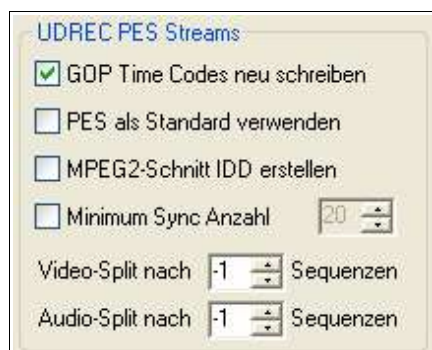 UDREC PES Streams
GOP Time Codes neu schreiben
PES als Standard verwenden
MPEG2-Schnitt IDD erstellen
Minimum Sync Anzahl 20
Video-Split nach -1 Sequenzen
Audio-Split nach -1 Sequenzen